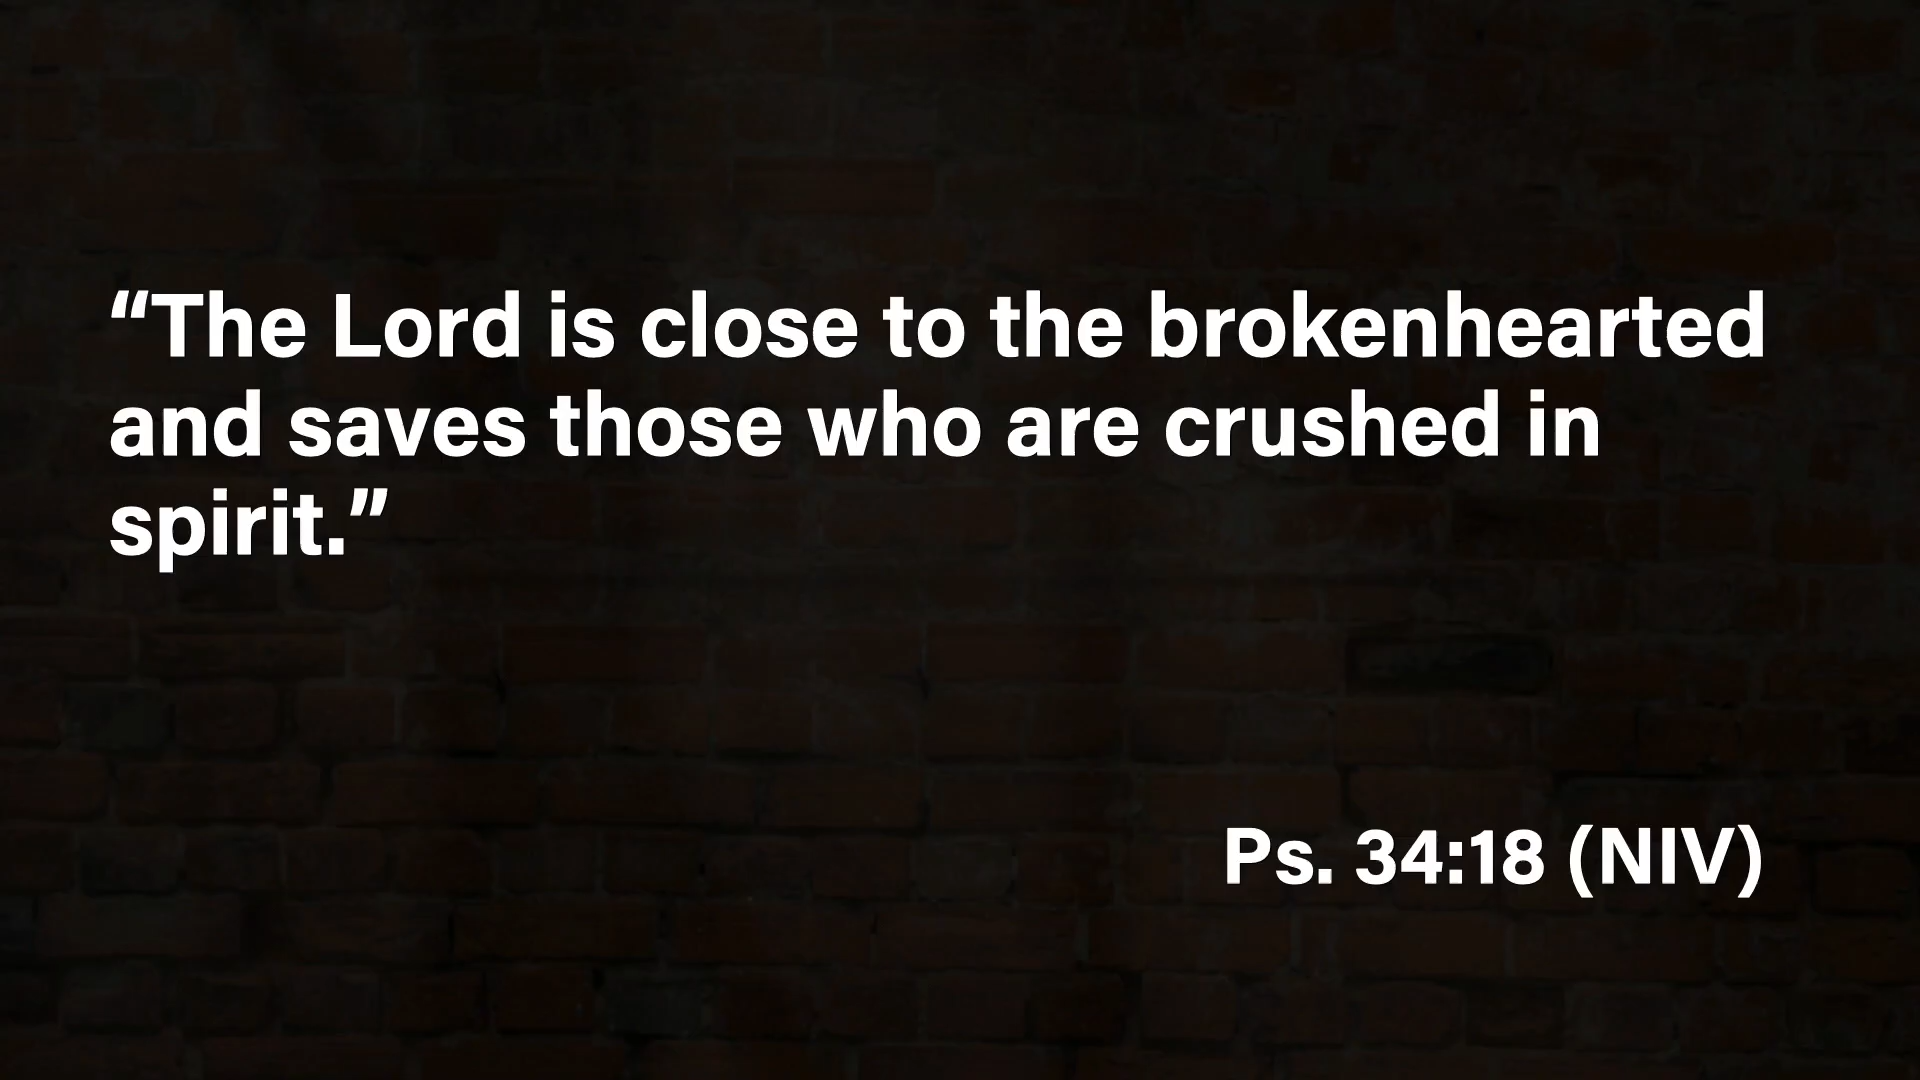 “The Lord is close to the brokenhearted
and saves those who are crushed in
spirit.”
Ps. 34:18 (NIV)